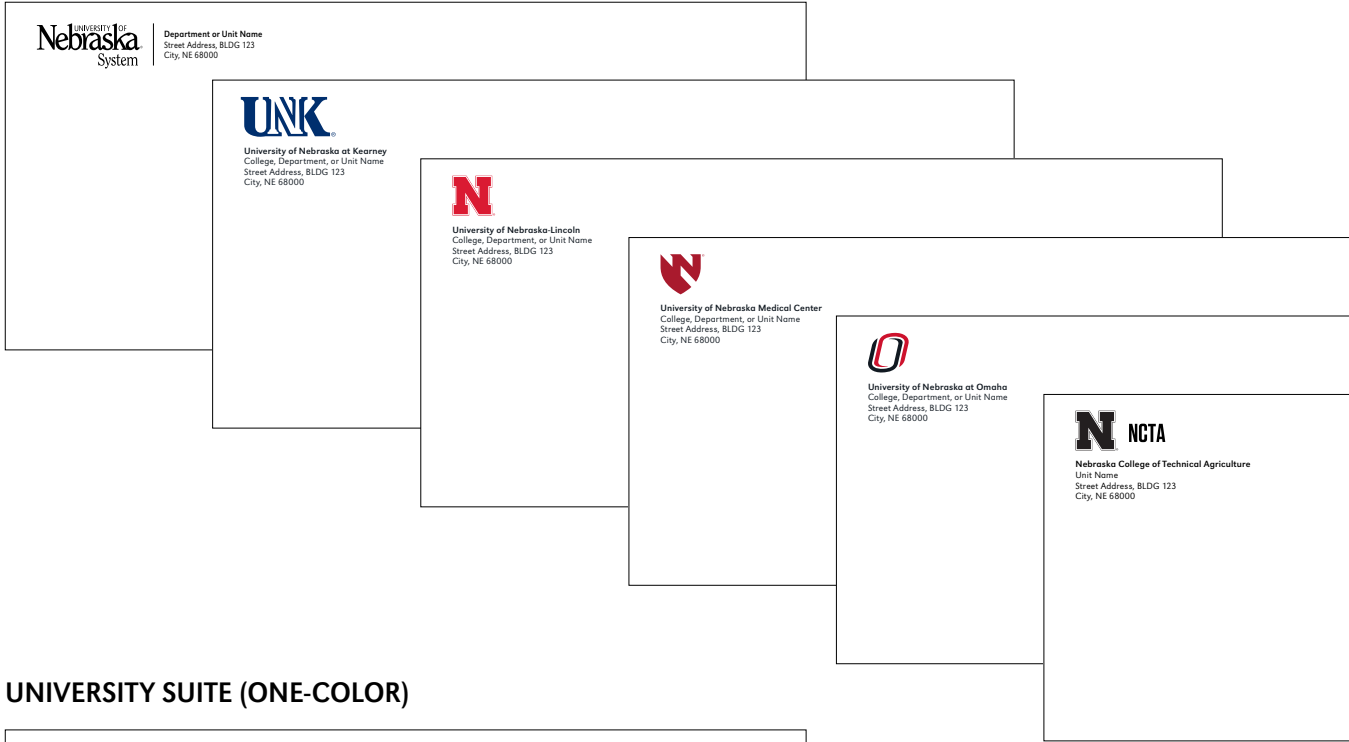 UNIVERSITY OF
Nebraska
System
Department or Unit Name
Street Address, BLDG 123
City, NE 68000
UNK
University of Nebraska at Kearney
College, Department, or Unit Name
Street Address, BLDG 123
City, NE 68000
N
University of Nebraska-Lincoln
College, Department, or Unit Name
Street Address, BLDG 123
City, NE 68000
N
University of Nebraska Medical Center
College, Department, or Unit Name
Street Address, BLDG 123
City, NE 68000
O
University of Nebraska at Omaha
College, Department, or Unit Name
Street Address, BLDG 123
City, NE 68000
N NCTA
Nebraska College of Technical Agriculture
Unit Name
Street Address, BLDG 123
City, NE 68000
UNIVERSITY SUITE (ONE-COLOR)